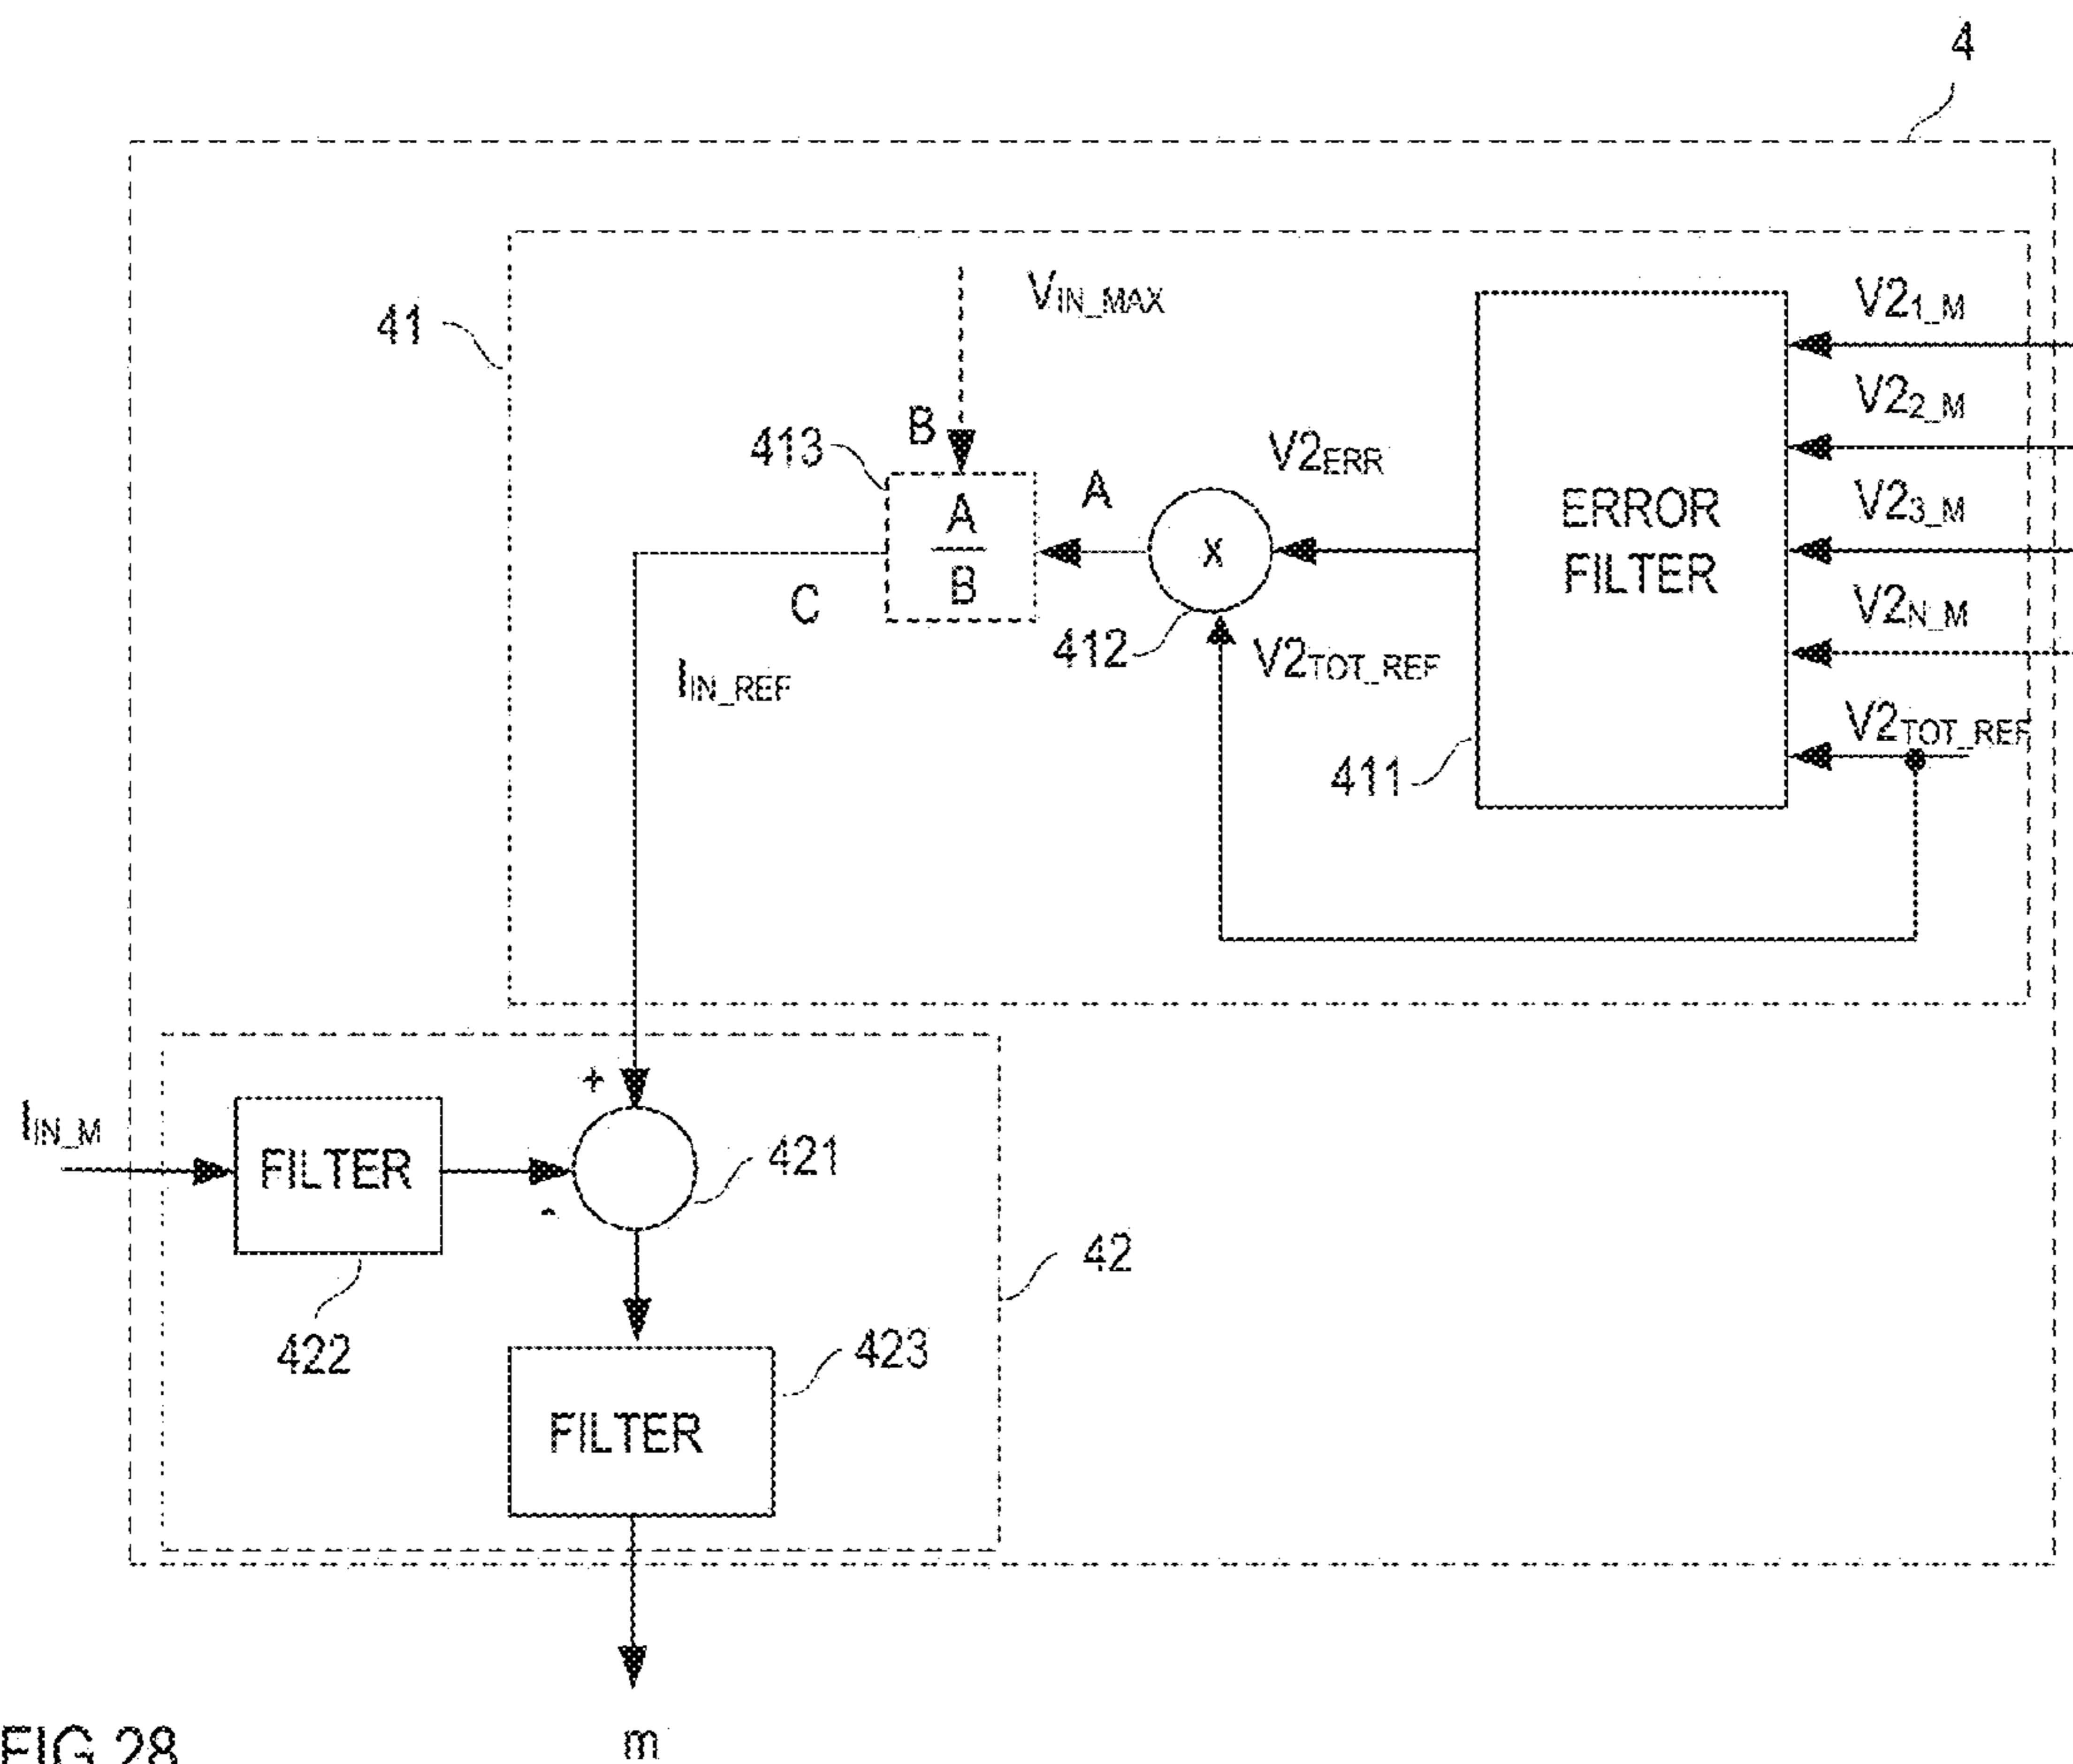 4
41
VIN_MAX
V21_M
V22_M
V23_M
V2N_M
V2TOT_REF
B
413
A
B
A
V2ERR
x
412
V2TOT_REF
ERROR
FILTER
411
C
IIN_REF
+
IIN_M
FILTER
-
421
422
42
423
FILTER
m
FIG 28